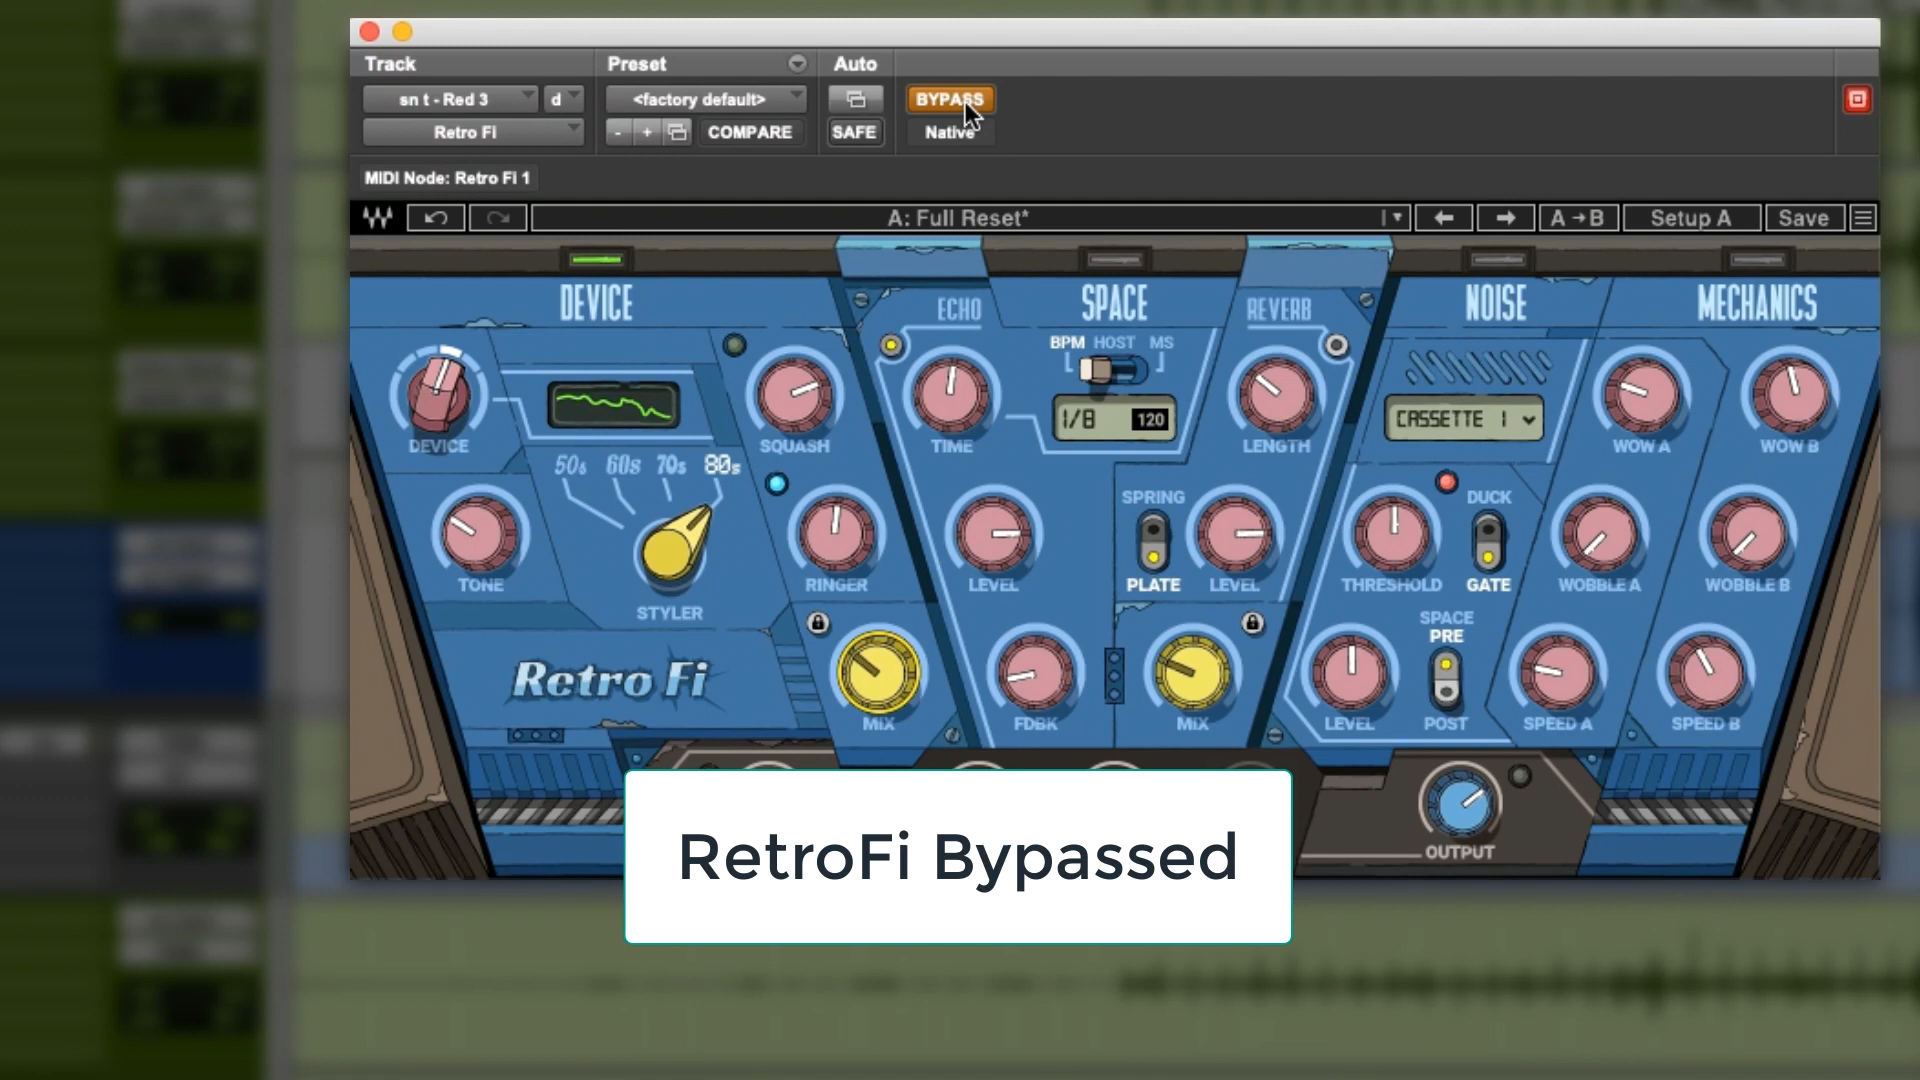 Track
Preset
Auto
sn t - Red 3
d
<factory default>
BYPASS
Retro Fi
- + COMPARE
SAFE
Native
MIDI Node: Retro Fi 1
A: Full Reset*
A→B
Setup A
Save
DEVICE
ECHO
SPACE
REVERB
NOISE
MECHANICS
BPM HOST MS
1/8 120
CASSETTE 1
DEVICE
SQUASH
TIME
LENGTH
WOW A
WOW B
50s 60s 70s 80s
SPRING
DUCK
TONE
STYLER
RINGER
LEVEL
PLATE
LEVEL
THRESHOLD
GATE
WOBBLE A
WOBBLE B
SPACE
PRE
Retro Fi
MIX
FDBK
MIX
LEVEL
POST
SPEED A
SPEED B
OUTPUT
RetroFi Bypassed